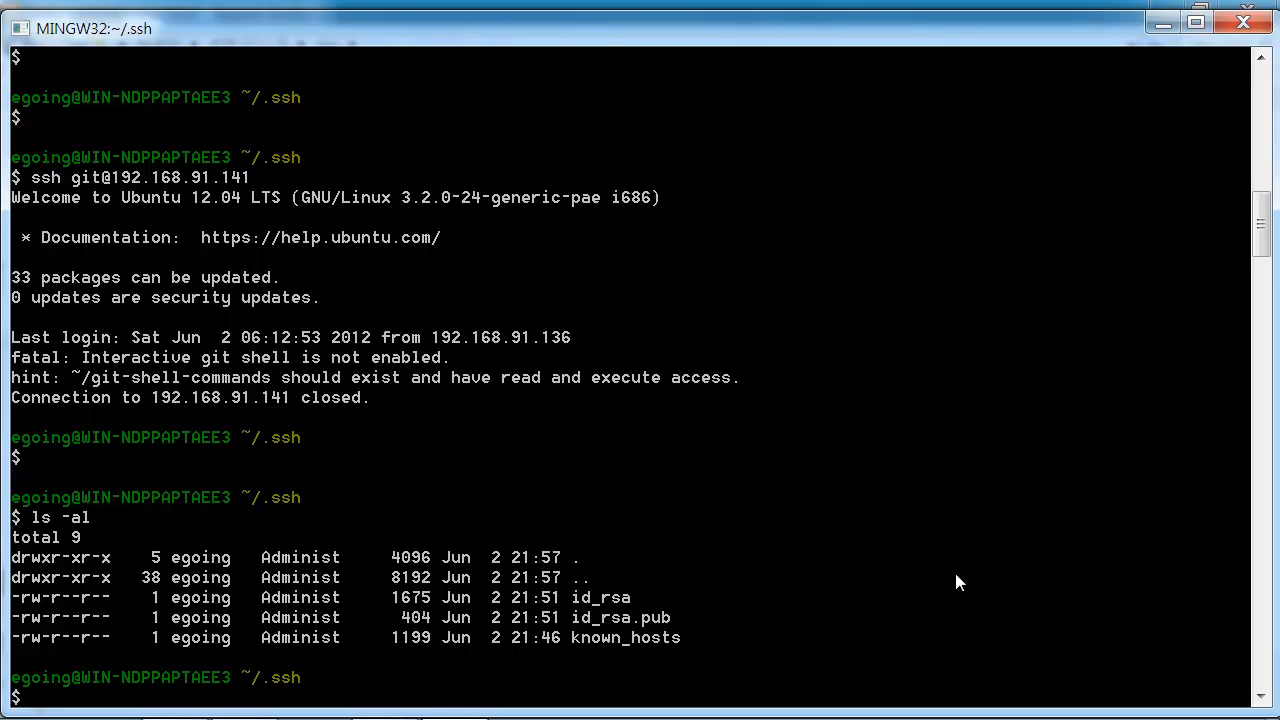 MINGW32:~/.ssh
$
egoing@WIN-NDPPAPTAEE3 ~/.ssh
$
egoing@WIN-NDPPAPTAEE3 ~/.ssh
$ ssh git@192.168.91.141
Welcome to Ubuntu 12.04 LTS (GNU/Linux 3.2.0-24-generic-pae i686)
* Documentation:  https://help.ubuntu.com/
33 packages can be updated.
0 updates are security updates.
Last login: Sat Jun  2 06:12:53 2012 from 192.168.91.136
fatal: Interactive git shell is not enabled.
hint: ~/git-shell-commands should exist and have read and execute access.
Connection to 192.168.91.141 closed.
egoing@WIN-NDPPAPTAEE3 ~/.ssh
$
egoing@WIN-NDPPAPTAEE3 ~/.ssh
$ ls -al
total 9
drwxr-xr-x    5 egoing   Administ     4096 Jun  2 21:57 .
drwxr-xr-x   38 egoing   Administ     8192 Jun  2 21:57 ..
-rw-r--r--    1 egoing   Administ     1675 Jun  2 21:51 id_rsa
-rw-r--r--    1 egoing   Administ      404 Jun  2 21:51 id_rsa.pub
-rw-r--r--    1 egoing   Administ     1199 Jun  2 21:46 known_hosts
egoing@WIN-NDPPAPTAEE3 ~/.ssh
$